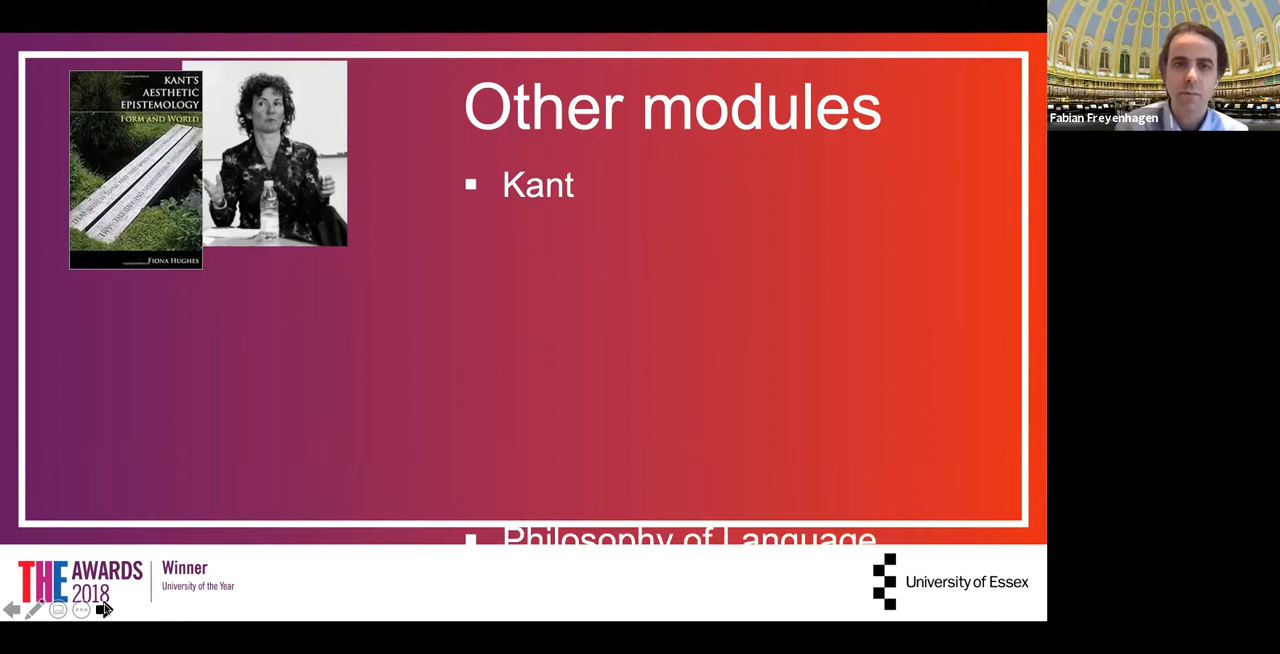 KANT'S
AESTHETIC
EPISTEMOLOGY
FORM AND WORLD
FIONA HUGHES
Other modules
▪ Kant
▪ Philosophy of Language
THE AWARDS 2018
Winner
University of the Year
University of Essex
Fabian Freyenhagen